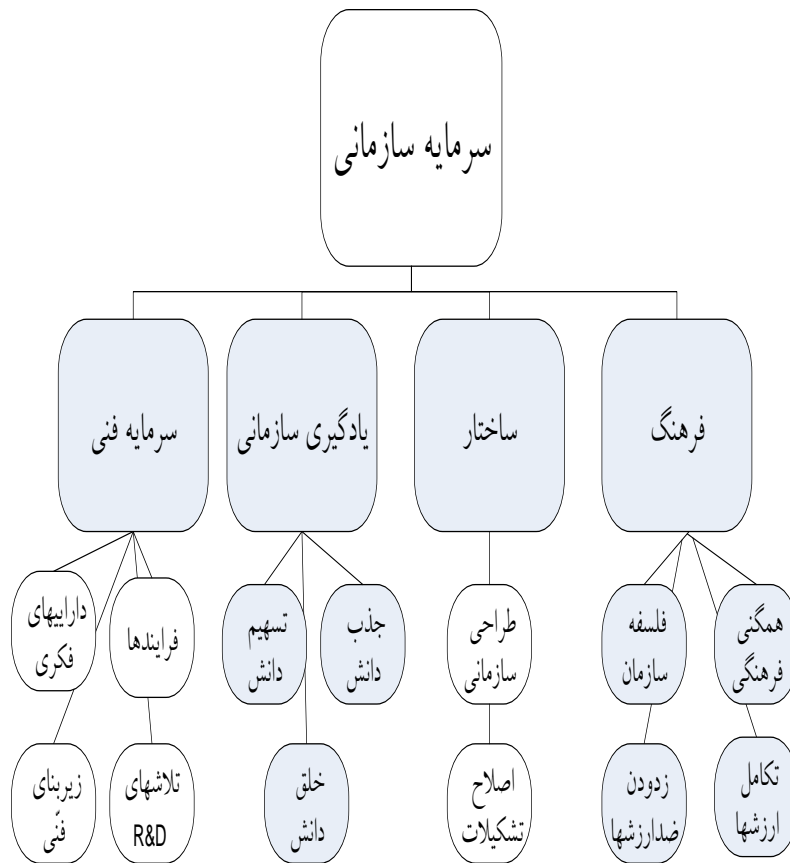 سرمایه سازمانی
فرهنگ
ساختار
یادگیری سازمانی
سرمایه فنی
همگنی
فرهنگی
فلسفه
سازمان
تکامل
ارزشها
زدودن
ضدارزشها
طراحی
سازمانی
اصلاح
تشکیلات
جذب
دانش
تسهیم
دانش
خلق
دانش
فرایندها
داراییهای
فکری
تلاشهای
R&D
زیربنای
فنّی